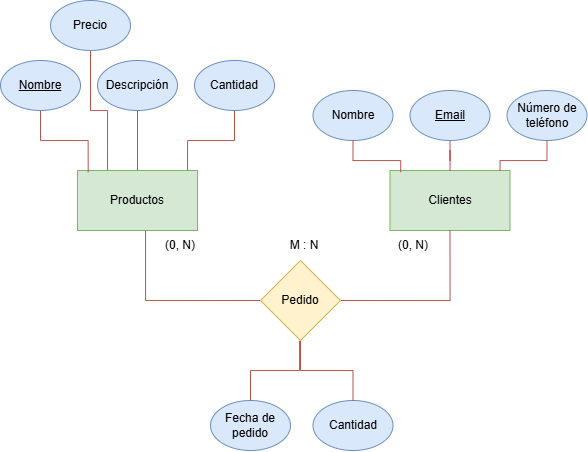 Precio
Nombre
Descripción
Cantidad
Nombre
Email
Número de
teléfono
Productos
Clientes
(0, N)
M : N
(0, N)
Pedido
Fecha de
pedido
Cantidad